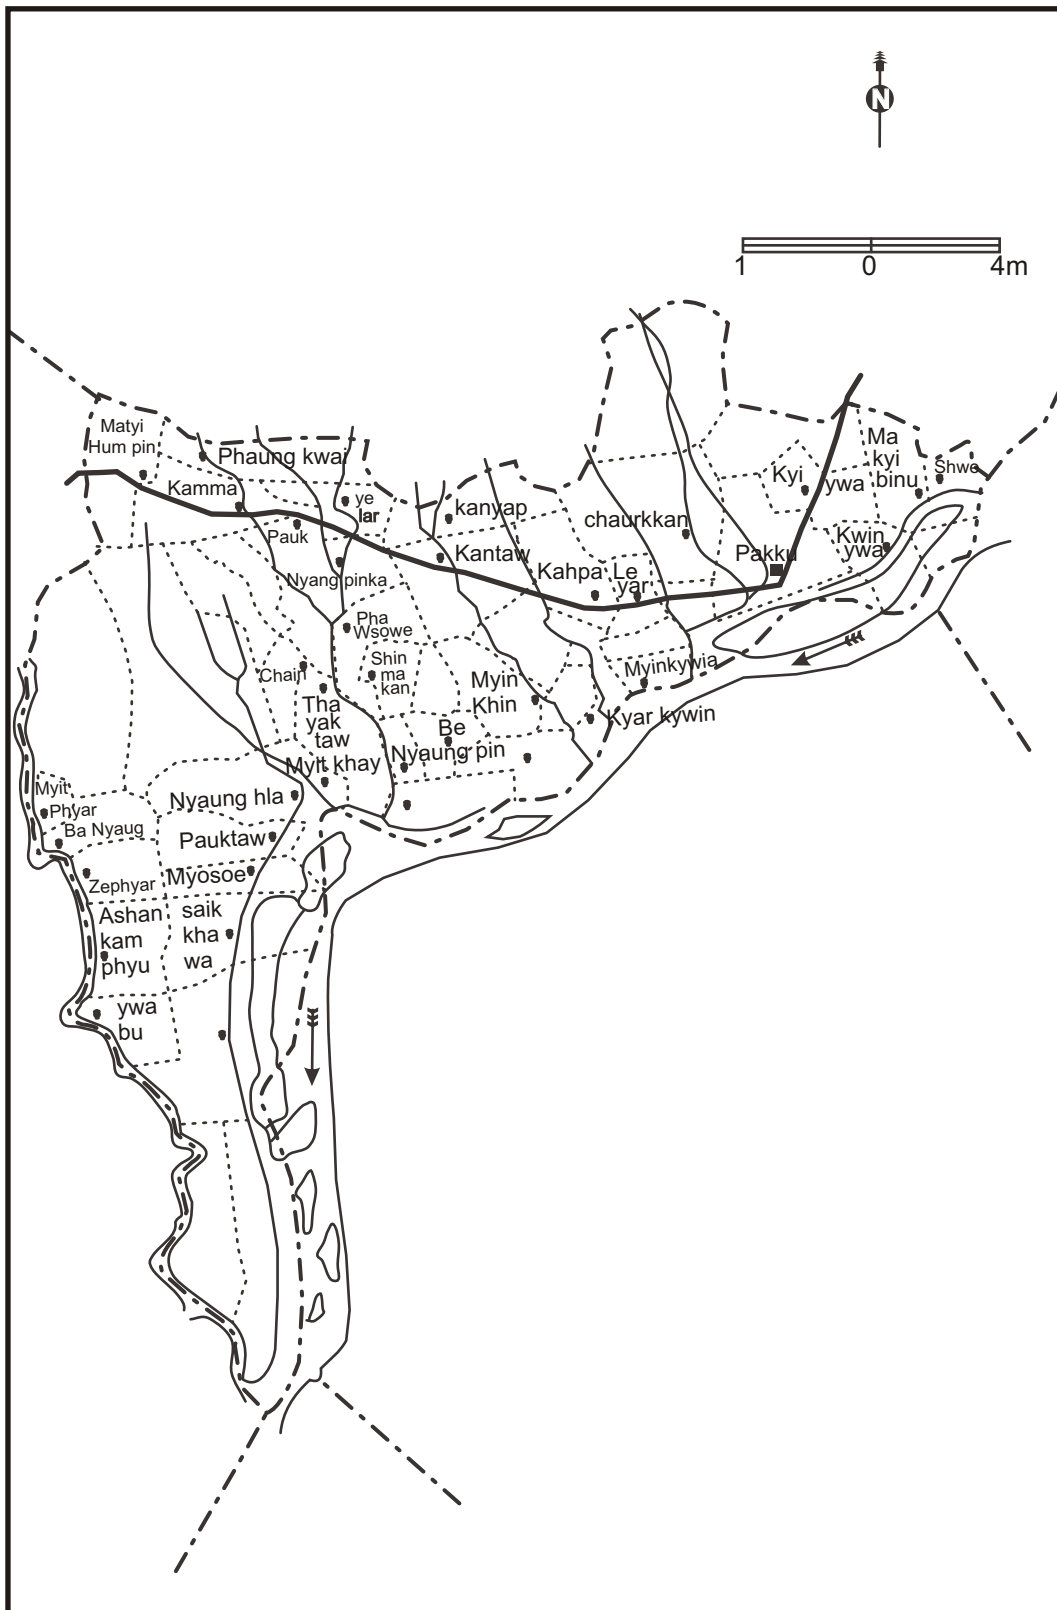 N
1 0 4m
Matyi
Hum pin
Phaung kwai
Kamma
ye
lar
Pauk
kanyap
Kantaw
chaurkkan
Kyi
ywa
Ma
kyi
binu
Shwe
Kwin
ywa
Pakku
Kahpa
Le
yar
Nyang pinka
Pha
Wsowe
Shin
ma
kan
Chain
Tha
yak
taw
Myin
Khin
Myinkywia
Kyar kywin
Be
Nyaung pin
Myit khay
Nyaung hla
Myit
Phyar
Ba Nyaug
Pauktaw
Zephyar
Myosoe
Ashan
kam
phyu
saik
kha
wa
ywa
bu